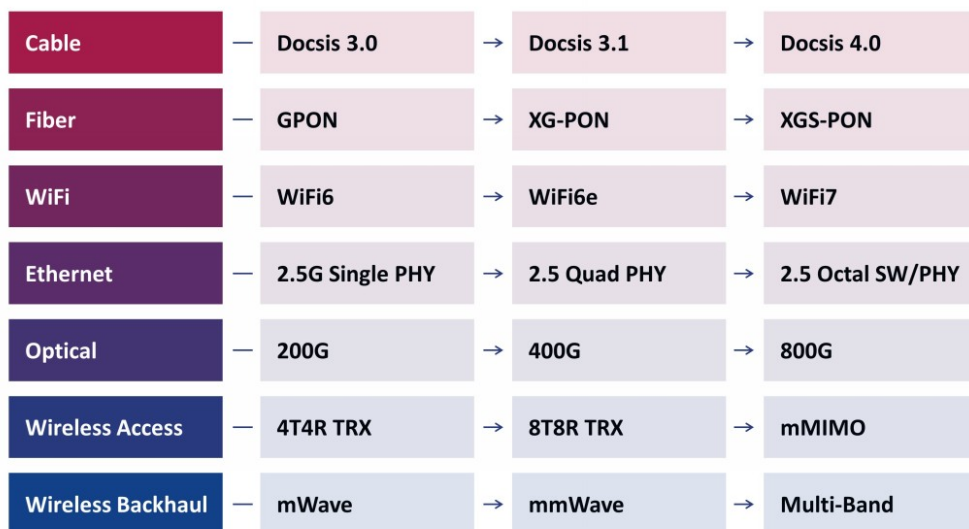 Cable — Docsis 3.0 → Docsis 3.1 → Docsis 4.0
Fiber — GPON → XG-PON → XGS-PON
WiFi — WiFi6 → WiFi6e → WiFi7
Ethernet — 2.5G Single PHY → 2.5 Quad PHY → 2.5 Octal SW/PHY
Optical — 200G → 400G → 800G
Wireless Access — 4T4R TRX → 8T8R TRX → mMIMO
Wireless Backhaul — mWave → mmWave → Multi-Band